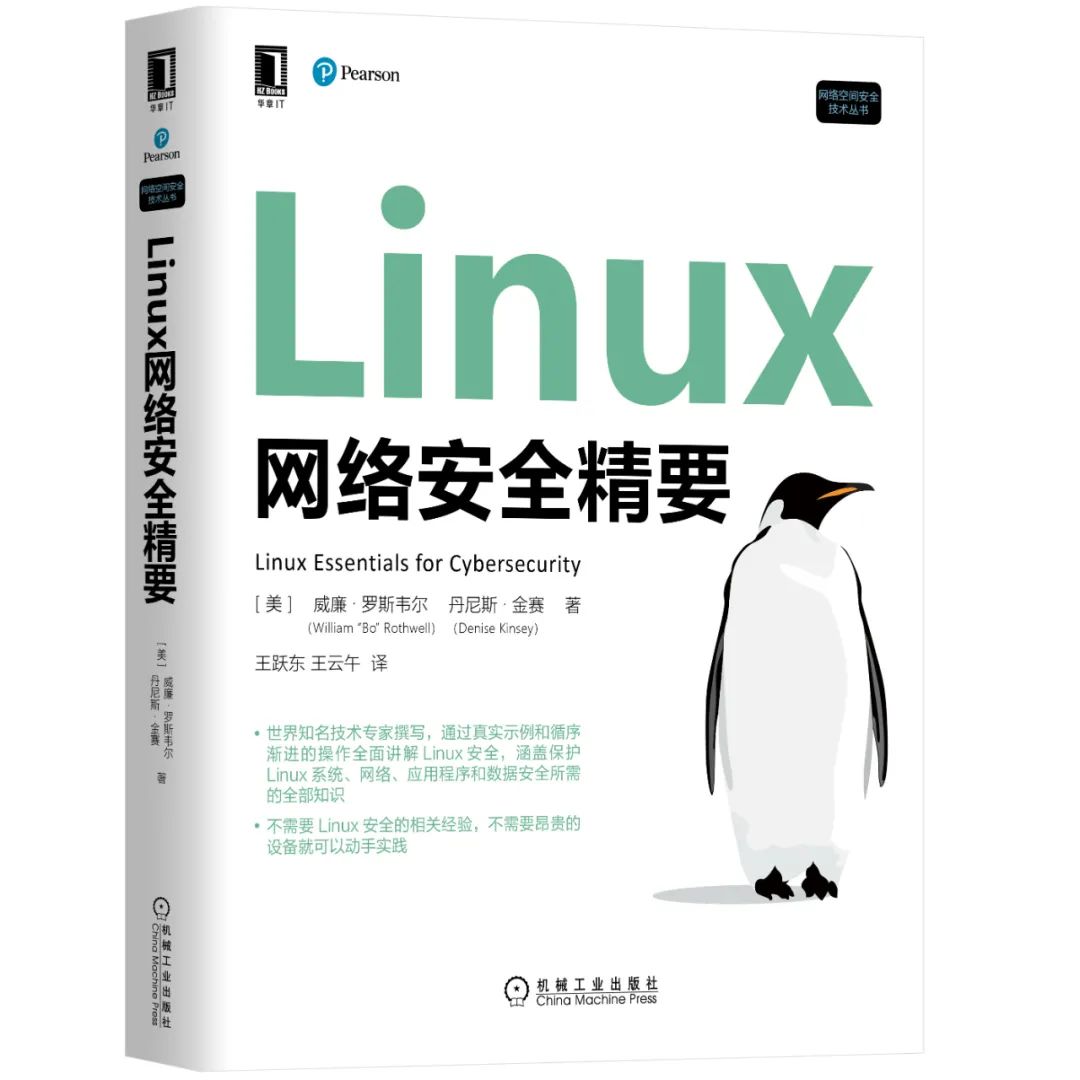 HZ BOOKS
华章IT
Pearson
网络空间安全
技术丛书
Linux网络安全精要
[美]
威廉·罗斯韦尔
丹尼斯·金赛
著
机械工业出版社
China Machine Press
HZ BOOKS
华章IT
Pearson
网络空间安全
技术丛书
Linux
网络安全精要
Linux Essentials for Cybersecurity
[美] 威廉·罗斯韦尔 丹尼斯·金赛 著
(William "Bo" Rothwell) (Denise Kinsey)
王跃东 王云午 译
• 世界知名技术专家撰写，通过真实示例和循序
渐进的操作全面讲解 Linux 安全，涵盖保护
Linux 系统、网络、应用程序和数据安全所需
的全部知识
• 不需要 Linux 安全的相关经验，不需要昂贵的
设备就可以动手实践
机械工业出版社
China Machine Press